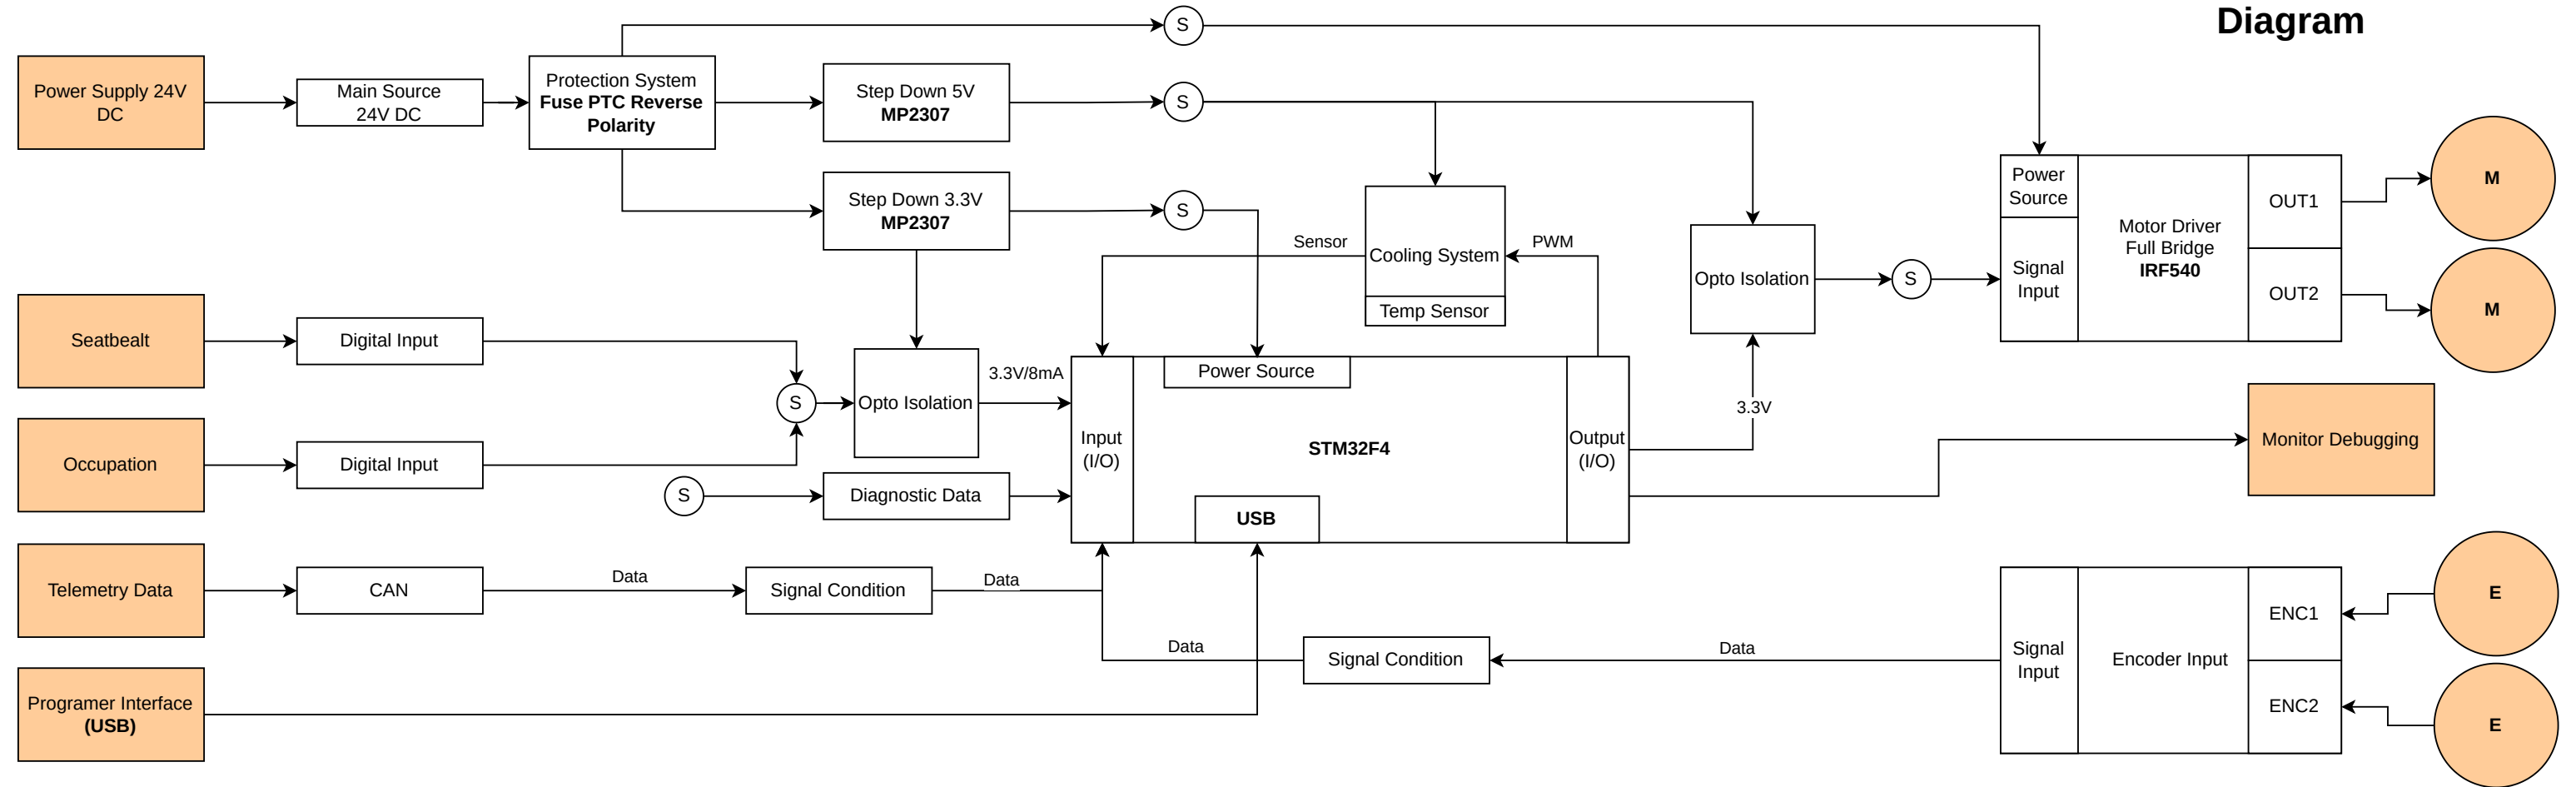 Diagram
S
Power Supply 24V
DC
Main Source
24V DC
Protection System
Fuse PTC Reverse
Polarity
Step Down 5V
MP2307
S
Step Down 3.3V
MP2307
S
Sensor
Cooling System
Temp Sensor
PWM
Opto Isolation
S
Power
Source
Signal
Input
Motor Driver
Full Bridge
IRF540
OUT1
OUT2
M
M
Seatbealt
Digital Input
Occupation
Digital Input
S
Opto Isolation
3.3V/8mA
S
Diagnostic Data
Input
(I/O)
Power Source
STM32F4
USB
Output
(I/O)
3.3V
Monitor Debugging
Telemetry Data
CAN
Data
Signal Condition
Data
Data
Signal Condition
Data
Signal
Input
Encoder Input
ENC1
ENC2
E
E
Programer Interface
(USB)